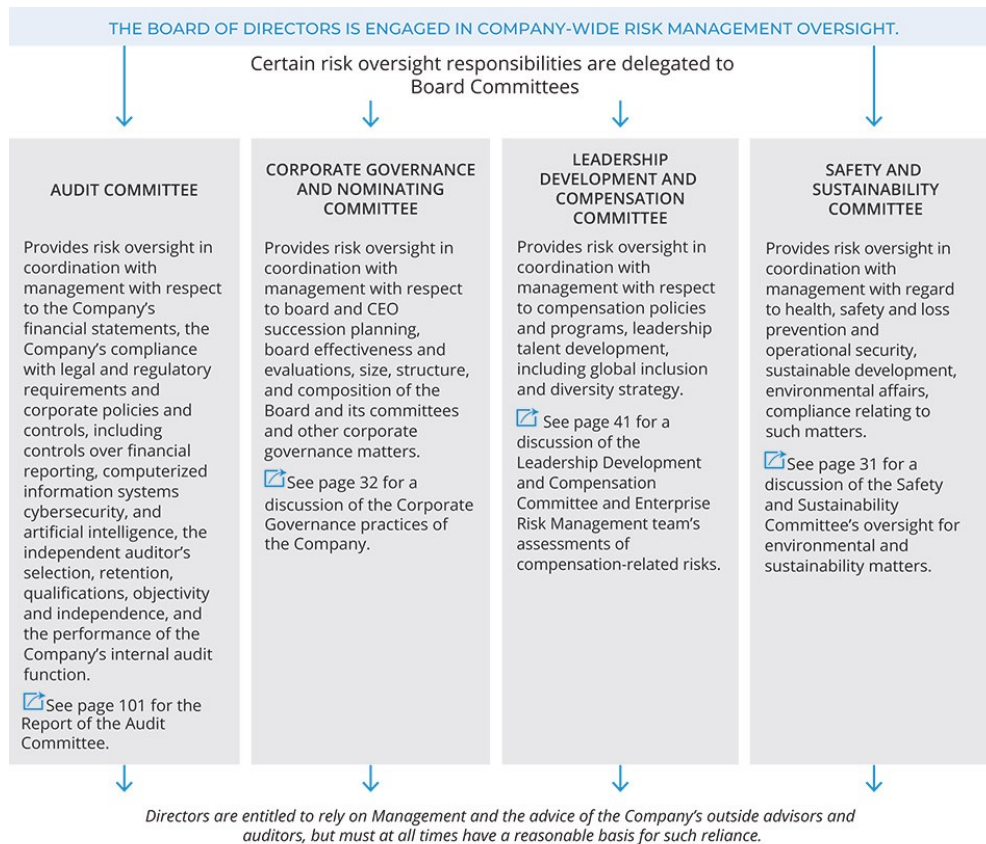 THE BOARD OF DIRECTORS IS ENGAGED IN COMPANY-WIDE RISK MANAGEMENT OVERSIGHT.
Certain risk oversight responsibilities are delegated to
Board Committees
AUDIT COMMITTEE
Provides risk oversight in
coordination with
management with respect
to the Company’s
financial statements, the
Company’s compliance
with legal and regulatory
requirements and
corporate policies and
controls, including
controls over financial
reporting, computerized
information systems
cybersecurity, and
artificial intelligence, the
independent auditor’s
selection, retention,
qualifications, objectivity
and independence, and
the performance of the
Company’s internal audit
function.
See page 101 for the
Report of the Audit
Committee.
CORPORATE GOVERNANCE
AND NOMINATING
COMMITTEE
Provides risk oversight in
coordination with
management with respect
to board and CEO
succession planning,
board effectiveness and
evaluations, size, structure,
and composition of the
Board and its committees
and other corporate
governance matters.
See page 32 for a
discussion of the Corporate
Governance practices of
the Company.
LEADERSHIP
DEVELOPMENT AND
COMPENSATION
COMMITTEE
Provides risk oversight in
coordination with
management with respect
to compensation policies
and programs, leadership
talent development,
including global inclusion
and diversity strategy.
See page 41 for a
discussion of the
Leadership Development
and Compensation
Committee and Enterprise
Risk Management team’s
assessments of
compensation-related risks.
SAFETY AND
SUSTAINABILITY
COMMITTEE
Provides risk oversight in
coordination with
management with regard
to health, safety and loss
prevention and
operational security,
sustainable development,
environmental affairs,
compliance relating to
such matters.
See page 31 for a
discussion of the Safety
and Sustainability
Committee’s oversight for
environmental and
sustainability matters.
Directors are entitled to rely on Management and the advice of the Company’s outside advisors and
auditors, but must at all times have a reasonable basis for such reliance.